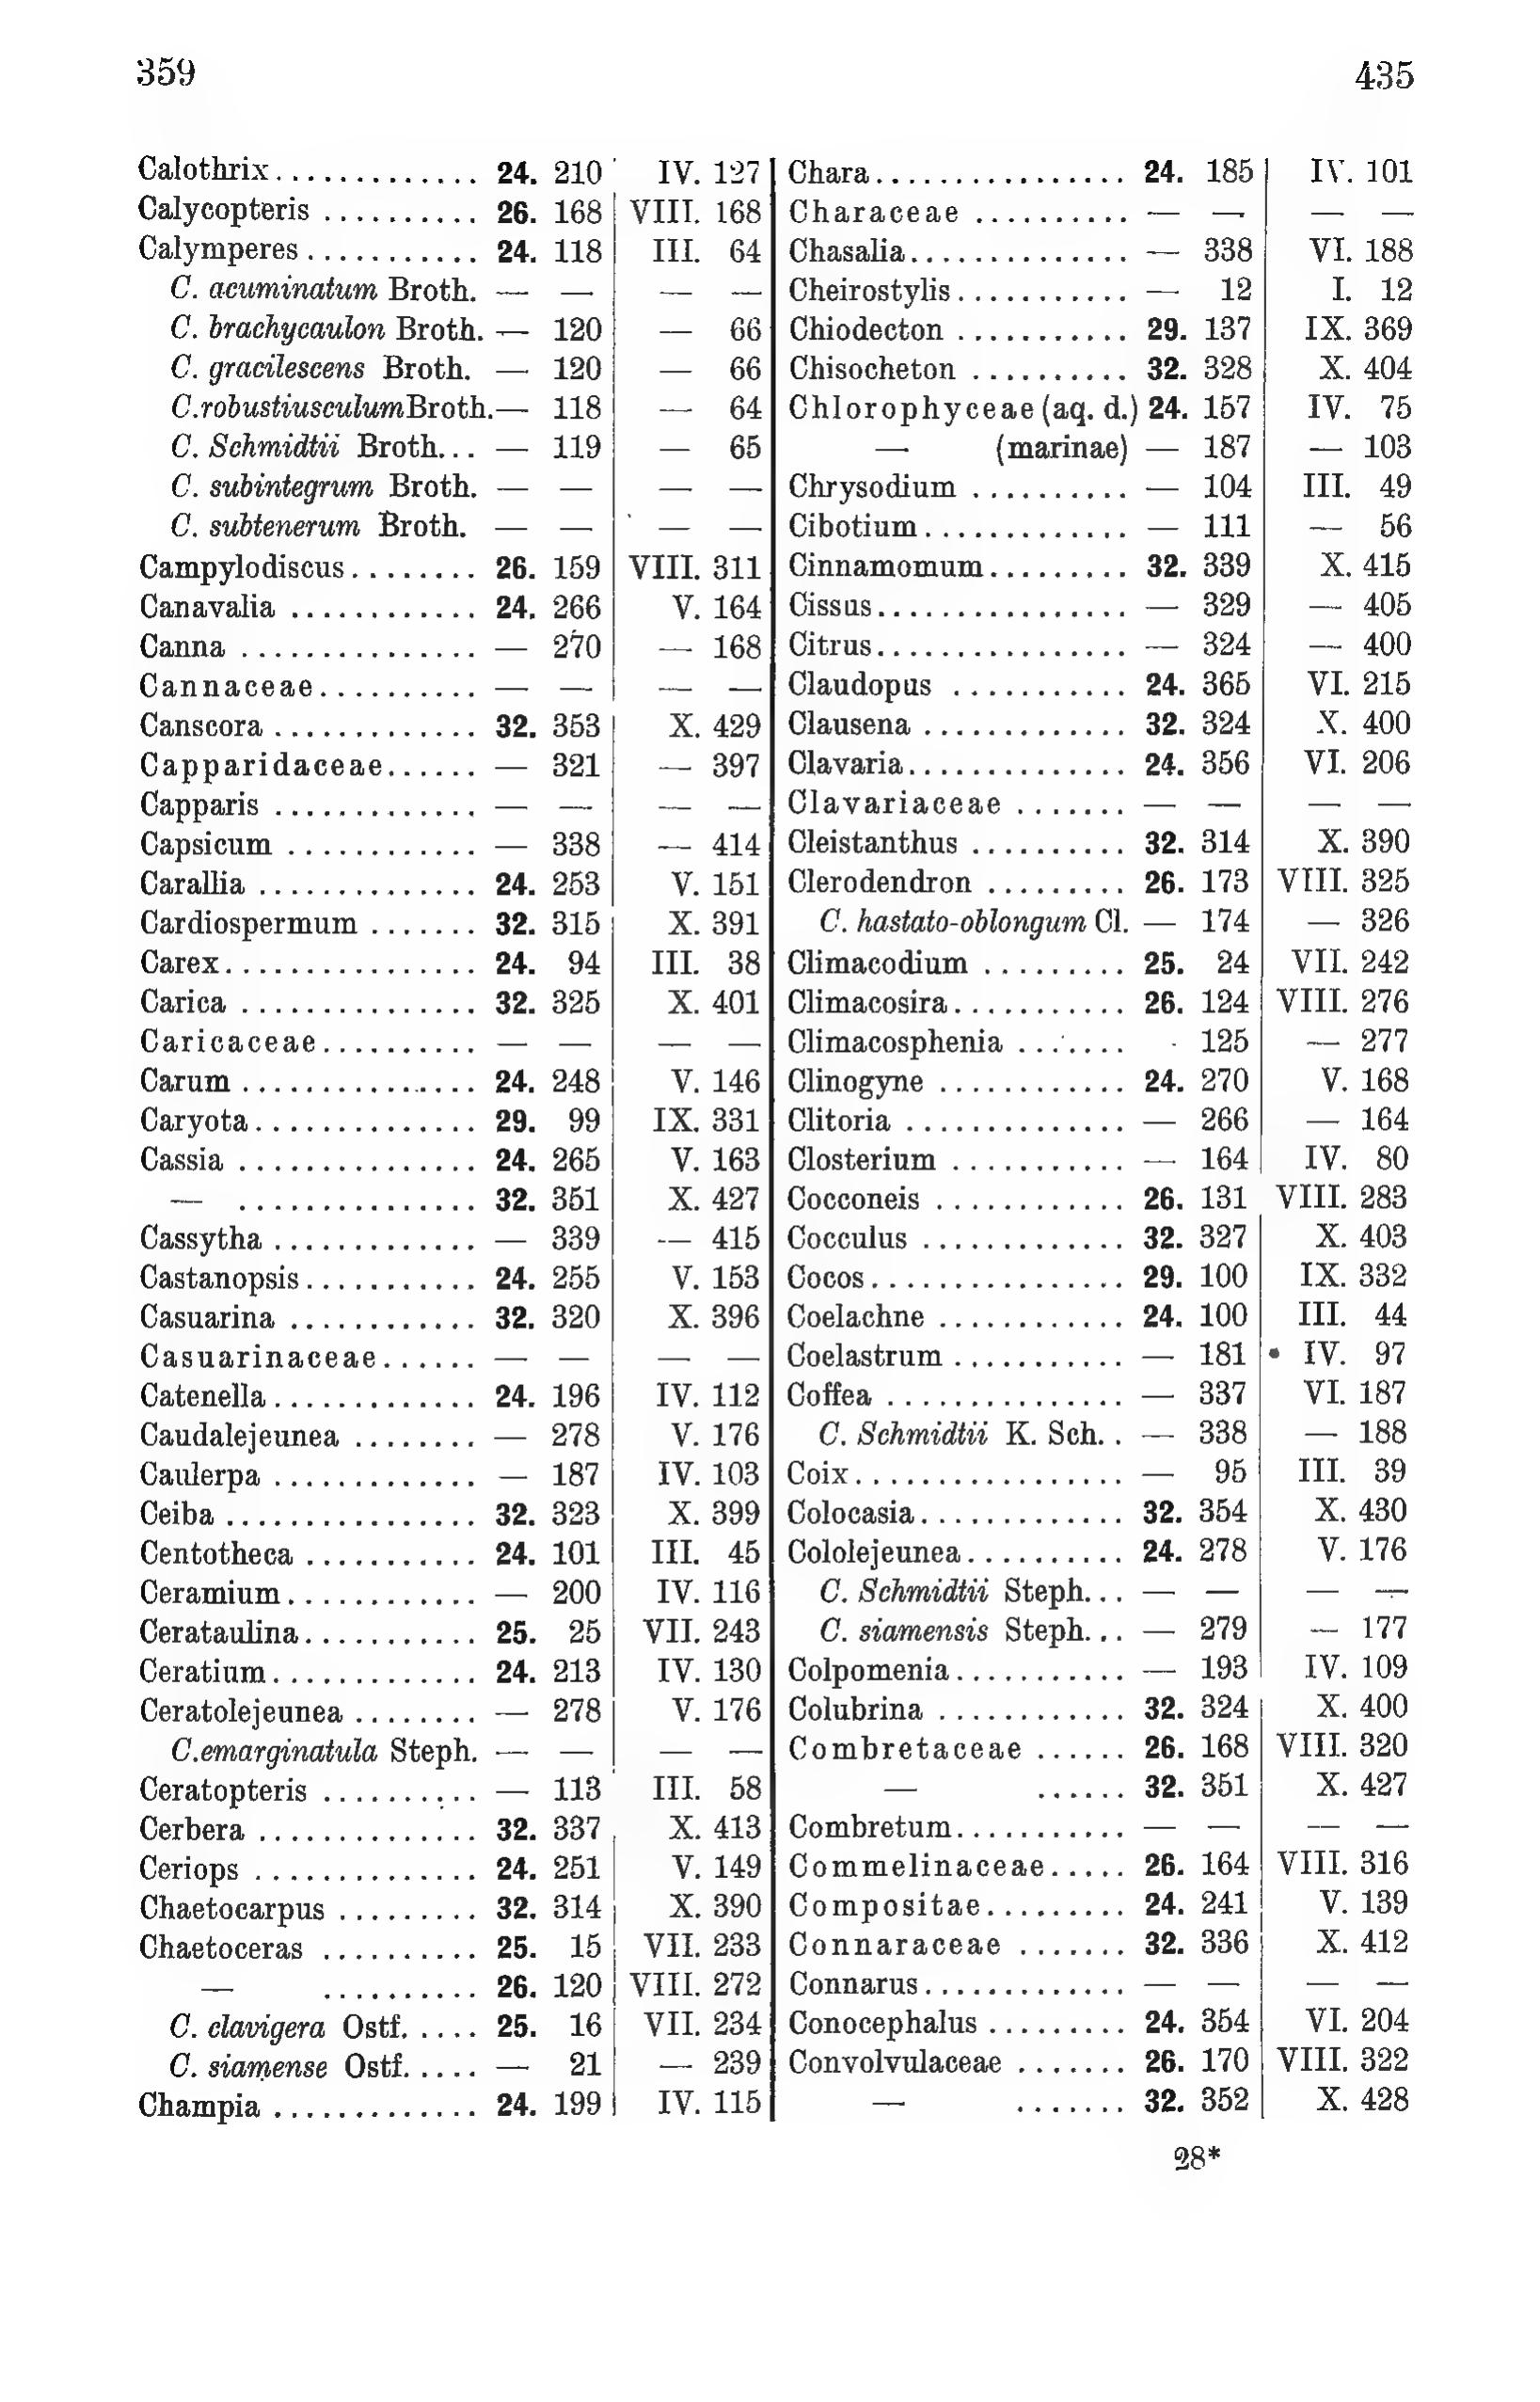 359 435
Calothrix ............. 24. 210 IV. 127
Calycopteris .......... 26. 168 VIII. 168
Calymperes ........... 24. 118 III. 64
C. acuminatum Broth. — — — —
C. brachycaulon Broth. — 120 — 66
C. gracilescens Broth. — 120 — 66
C. robustiusculum Broth. — 118 — 64
C. Schmidtii Broth... — 119 — 65
C. subintegrum Broth. — — — —
C. subtenerum Broth. — — — —
Campylodiscus ........ 26. 159 VIII. 311
Canavalia ............ 24. 266 V. 164
Canna ............... — 270 — 168
Cannaceae .......... — — — —
Canscora ............. 32. 353 X. 429
Capparidaceae ...... — 321 — 397
Capparis ............. — — — —
Capsicum ............ — 338 — 414
Carallia .............. 24. 253 V. 151
Cardiospermum ....... 32. 315 X. 391
Carex ................ 24. 94 III. 38
Carica ............... 32. 325 X. 401
Caricaceae .......... — — — —
Carum ............... 24. 248 V. 146
Caryota .............. 29. 99 IX. 331
Cassia ............... 24. 265 V. 163
— ............... 32. 351 X. 427
Cassytha ............. — 339 — 415
Castanopsis ........... 24. 255 V. 153
Casuarina ............ 32. 320 X. 396
Casuarinaceae ...... — — — —
Catenella ............. 24. 196 IV. 112
Caudalejeunea ........ — 278 V. 176
Caulerpa ............. — 187 IV. 103
Ceiba ................ 32. 323 X. 399
Centotheca ........... 24. 101 III. 45
Ceramium ............ — 200 IV. 116
Cerataulina ........... 25. 25 VII. 243
Ceratium ............. 24. 213 IV. 130
Ceratolejeunea ........ — 278 V. 176
C. emarginatula Steph. — — — —
Ceratopteris .......... — 113 III. 58
Cerbera .............. 32. 337 X. 413
Ceriops .............. 24. 251 V. 149
Chaetocarpus ......... 32. 314 X. 390
Chaetoceras .......... 25. 15 VII. 233
— .......... 26. 120 VIII. 272
C. clavigera Ostf. .... 25. 16 VII. 234
C. siamense Ostf. .... — 21 — 239
Champia ............. 24. 199 IV. 115
Chara ................ 24. 185 IV. 101
Characeae .......... — — — —
Chasalia .............. — 338 VI. 188
Cheirostylis ........... — 12 I. 12
Chiodecton ........... 29. 137 IX. 369
Chisocheton .......... 32. 328 X. 404
Chlorophyceae (aq. d.) 24. 157 IV. 75
— (marinae) — 187 — 103
Chrysodium .......... — 104 III. 49
Cibotium ............. — 111 — 56
Cinnamomum ......... 32. 339 X. 415
Cissus ................ — 329 — 405
Citrus ................ — 324 — 400
Claudopus ........... 24. 365 VI. 215
Clausena ............. 32. 324 X. 400
Clavaria .............. 24. 356 VI. 206
Clavariaceae ....... — — — —
Cleistanthus .......... 32. 314 X. 390
Clerodendron ......... 26. 173 VIII. 325
C. hastato-oblongum Cl. — 174 — 326
Climacodium ......... 25. 24 VII. 242
Climacosira ........... 26. 124 VIII. 276
Climacosphenia ....... - 125 — 277
Clinogyne ............ 24. 270 V. 168
Clitoria .............. — 266 — 164
Closterium ........... — 164 IV. 80
Cocconeis ............ 26. 131 VIII. 283
Cocculus ............. 32. 327 X. 403
Cocos ................ 29. 100 IX. 332
Coelachne ............ 24. 100 III. 44
Coelastrum ........... — 181 IV. 97
Coffea ............... — 337 VI. 187
C. Schmidtii K. Sch. . — 338 — 188
Coix ................. — 95 III. 39
Colocasia ............. 32. 354 X. 430
Cololejeunea .......... 24. 278 V. 176
C. Schmidtii Steph... — — — —
C. siamensis Steph... — 279 — 177
Colpomenia ........... — 193 IV. 109
Colubrina ............ 32. 324 X. 400
Combretaceae ...... 26. 168 VIII. 320
— ...... 32. 351 X. 427
Combretum ........... — — — —
Commelinaceae ..... 26. 164 VIII. 316
Compositae ......... 24. 241 V. 139
Connaraceae ....... 32. 336 X. 412
Connarus ............. — — — —
Conocephalus ......... 24. 354 VI. 204
Convolvulaceae ....... 26. 170 VIII. 322
— ....... 32. 352 X. 428
28*